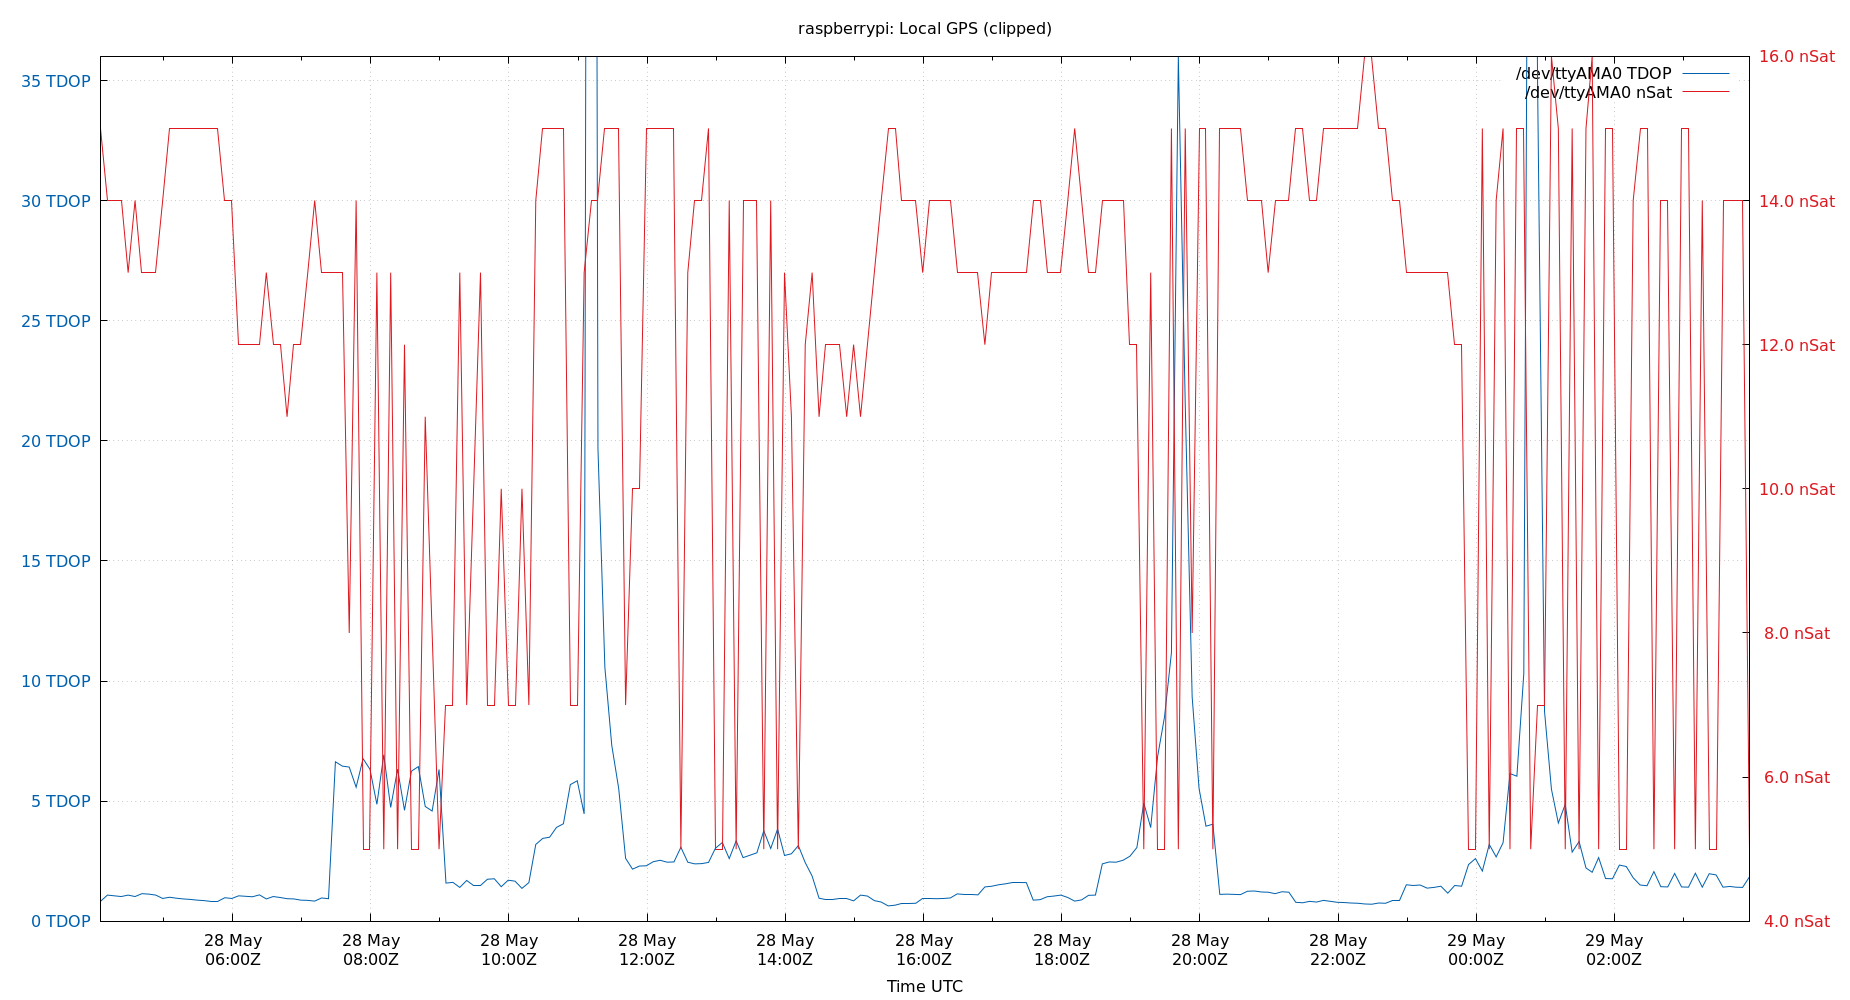 raspberrypi: Local GPS (clipped)
35 TDOP
30 TDOP
25 TDOP
20 TDOP
15 TDOP
10 TDOP
5 TDOP
0 TDOP
16.0 nSat
14.0 nSat
12.0 nSat
10.0 nSat
8.0 nSat
6.0 nSat
4.0 nSat
/dev/ttyAMA0 TDOP
/dev/ttyAMA0 nSat
28 May
06:00Z
28 May
08:00Z
28 May
10:00Z
28 May
12:00Z
28 May
14:00Z
28 May
16:00Z
28 May
18:00Z
28 May
20:00Z
28 May
22:00Z
29 May
00:00Z
29 May
02:00Z
Time UTC